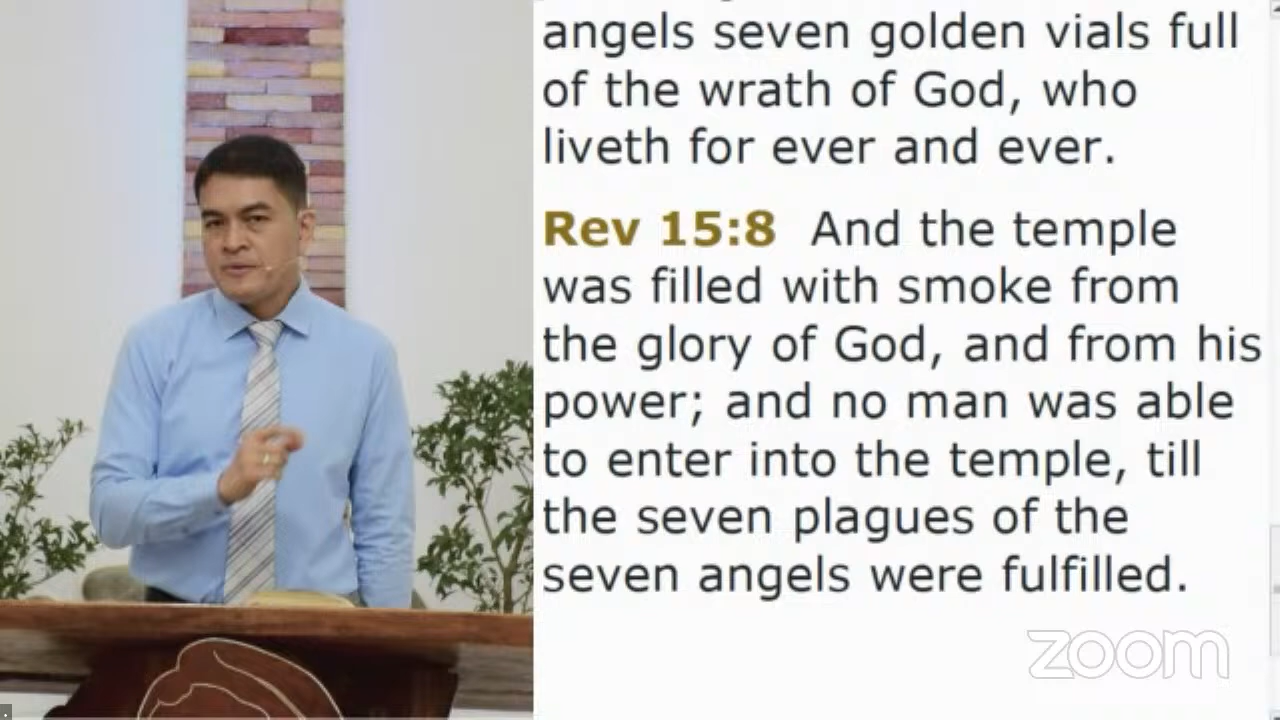 angels seven golden vials full
of the wrath of God, who
liveth for ever and ever.
Rev 15:8 And the temple
was filled with smoke from
the glory of God, and from his
power; and no man was able
to enter into the temple, till
the seven plagues of the
seven angels were fulfilled.
zoom